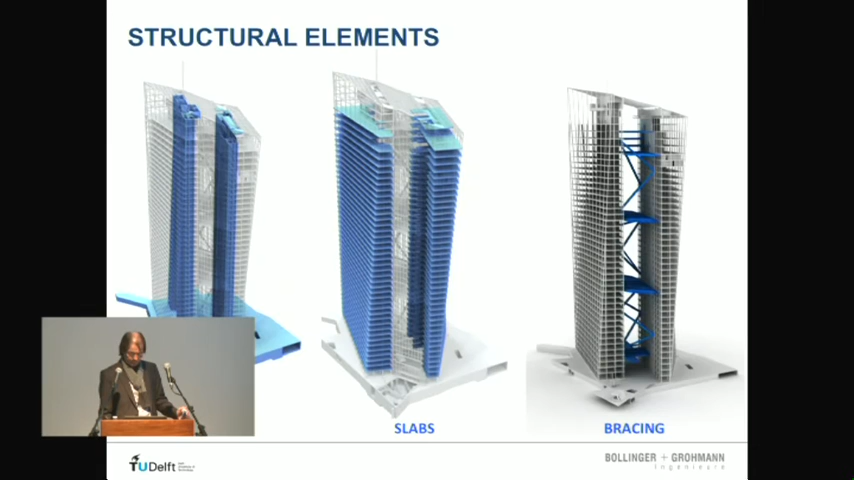 STRUCTURAL ELEMENTS
SLABS
BRACING
TUDelft
BOLLINGER + GROHMANN
Ingenieure